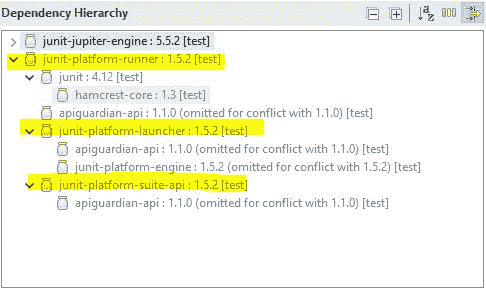 Dependency Hierarchy
junit-jupiter-engine : 5.5.2 [test]
junit-platform-runner : 1.5.2 [test]
junit : 4.12 [test]
hamcrest-core : 1.3 [test]
apiguardian-api : 1.1.0 (omitted for conflict with 1.1.0) [test]
junit-platform-launcher : 1.5.2 [test]
apiguardian-api : 1.1.0 (omitted for conflict with 1.1.0) [test]
junit-platform-engine : 1.5.2 (omitted for conflict with 1.5.2) [test]
junit-platform-suite-api : 1.5.2 [test]
apiguardian-api : 1.1.0 (omitted for conflict with 1.1.0) [test]